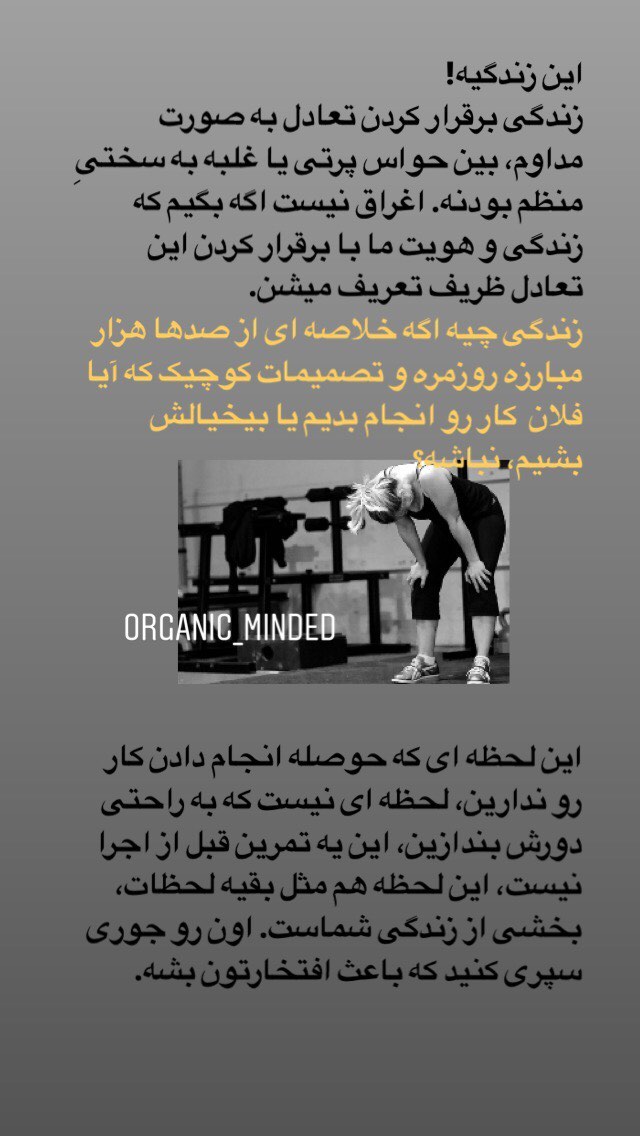 این زندگیه!
زندگی برقرار کردن تعادل به صورت
مداوم، بین حواس پرتی یا غلبه به سختیِ
منظم بودنه. اغراق نیست اگه بگیم که
زندگی و هویت ما با برقرار کردن این
تعادل ظریف تعریف میشن.
زندگی چیه اگه خلاصه ای از صدها هزار
مبارزه روزمره و تصمیمات کوچیک که آیا
فلان کار رو انجام بدیم یا بیخیالش
بشیم، نباشه؟
ORGANIC_MINDED
این لحظه ای که حوصله انجام دادن کار
رو ندارین، لحظه ای نیست که به راحتی
دورش بندازین، این یه تمرین قبل از اجرا
نیست، این لحظه هم مثل بقیه لحظات،
بخشی از زندگی شماست. اون رو جوری
سپری کنید که باعث افتخارتون بشه.